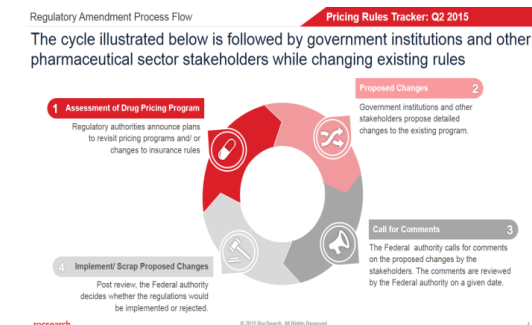 Regulatory Amendment Process Flow
Pricing Rules Tracker: Q2 2015
The cycle illustrated below is followed by government institutions and other
pharmaceutical sector stakeholders while changing existing rules
1 Assessment of Drug Pricing Program
Regulatory authorities announce plans
to revisit pricing programs and/ or
changes to insurance rules
Proposed Changes 2
Government institutions and other
stakeholders propose detailed
changes to the existing program.
Call for Comments 3
The Federal authority calls for comments
on the proposed changes by the
stakeholders. The comments are reviewed
by the Federal Authority on a given date.
4 Implement/ Scrap Proposed Changes
Post review, the Federal authority
decides whether the regulations would
be implemented or rejected.
rocsearch
© 2015 RocSearch. All Rights Reserved